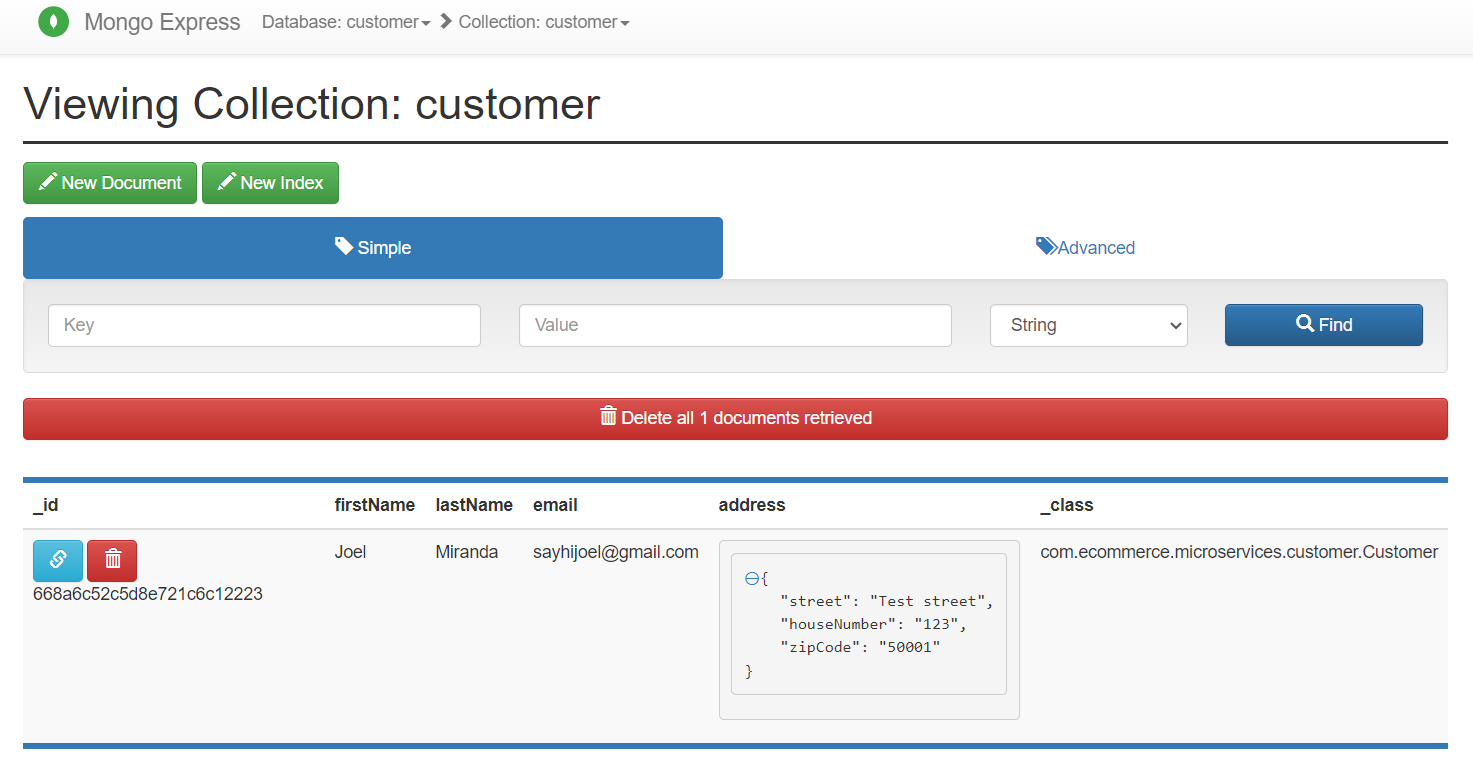 Mongo Express Database: customer Collection: customer
Viewing Collection: customer
New Document New Index
Simple Advanced
Key Value String Find
Delete all 1 documents retrieved
_id firstName lastName email address _class
Joel Miranda sayhijoel@gmail.com com.ecommerce.microservices.customer.Customer
668a6c52c5d8e721c6c12223
{
"street": "Test street",
"houseNumber": "123",
"zipCode": "50001"
}